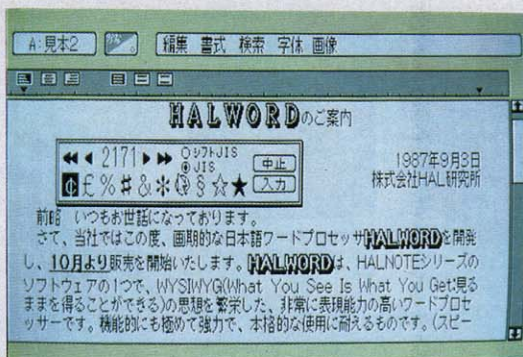 A:見本2 編集 書式 検索 字体 画像
HALWORDのご案内
◀◀ ◀ 2171 ▶ ▶▶ ○シフトJIS ◉JIS 中止
¢£%#&*@§☆★ 入力
1987年9月3日
株式会社HAL研究所
前略 いつもお世話になっております。
さて、当社ではこの度、画期的な日本語ワードプロセッサHALWORDを開発
し、10月より販売を開始いたします。HALWORDは、HALNOTEシリーズの
ソフトウェアの1つで、WYSIWYG(What You See Is What You Get:見る
ままを得ることができる)の思想を繁栄した、非常に表現能力の高いワードプロセ
ッサーです。機能的にも極めて強力で、本格的な使用に耐えるものです。(スピー